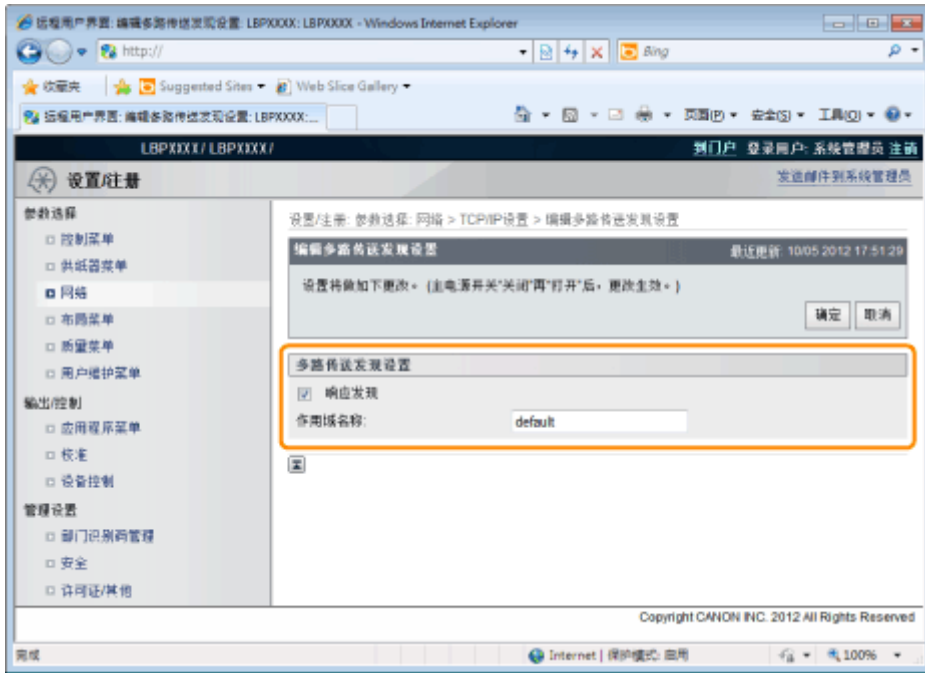 远程用户界面: 编辑多路传送发现设置: LBPXXXX: LBPXXXX - Windows Internet Explorer
http://
Bing
收藏夹 Suggested Sites Web Slice Gallery
远程用户界面: 编辑多路传送发现设置: LBPXXXX:...
页面(P) 安全(S) 工具(O)
LBPXXXX / LBPXXXX /
到门户 登录用户: 系统管理员 注销
设置/注册
发送邮件到系统管理员
参数选择
控制菜单
供纸器菜单
网络
布局菜单
质量菜单
用户维护菜单
输出/控制
应用程序菜单
校准
设备控制
管理设置
部门识别码管理
安全
许可证/其他
设置/注册: 参数选择: 网络 > TCP/IP设置 > 编辑多路传送发现设置
编辑多路传送发现设置
最近更新: 10/05 2012 17:51:29
设置将做如下更改。(主电源开关"关闭"再"打开"后，更改生效。)
确定 取消
多路传送发现设置
响应发现
作用域名称: default
Copyright CANON INC. 2012 All Rights Reserved
完成
Internet | 保护模式: 启用
100%